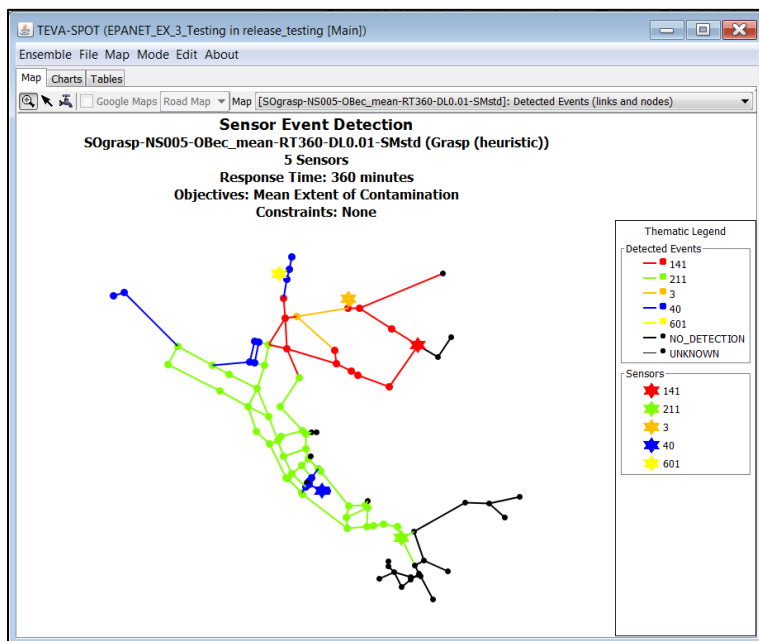 TEVA-SPOT (EPANET_EX_3_Testing in release_testing [Main])
Ensemble File Map Mode Edit About
Map Charts Tables
Google Maps Road Map Map [SOgrasp-NS005-OBec_mean-RT360-DL0.01-SMstd]: Detected Events (links and nodes)
Sensor Event Detection
SOgrasp-NS005-OBec_mean-RT360-DL0.01-SMstd (Grasp (heuristic))
5 Sensors
Response Time: 360 minutes
Objectives: Mean Extent of Contamination
Constraints: None
Thematic Legend
Detected Events
141
211
3
40
601
NO_DETECTION
UNKNOWN
Sensors
141
211
3
40
601